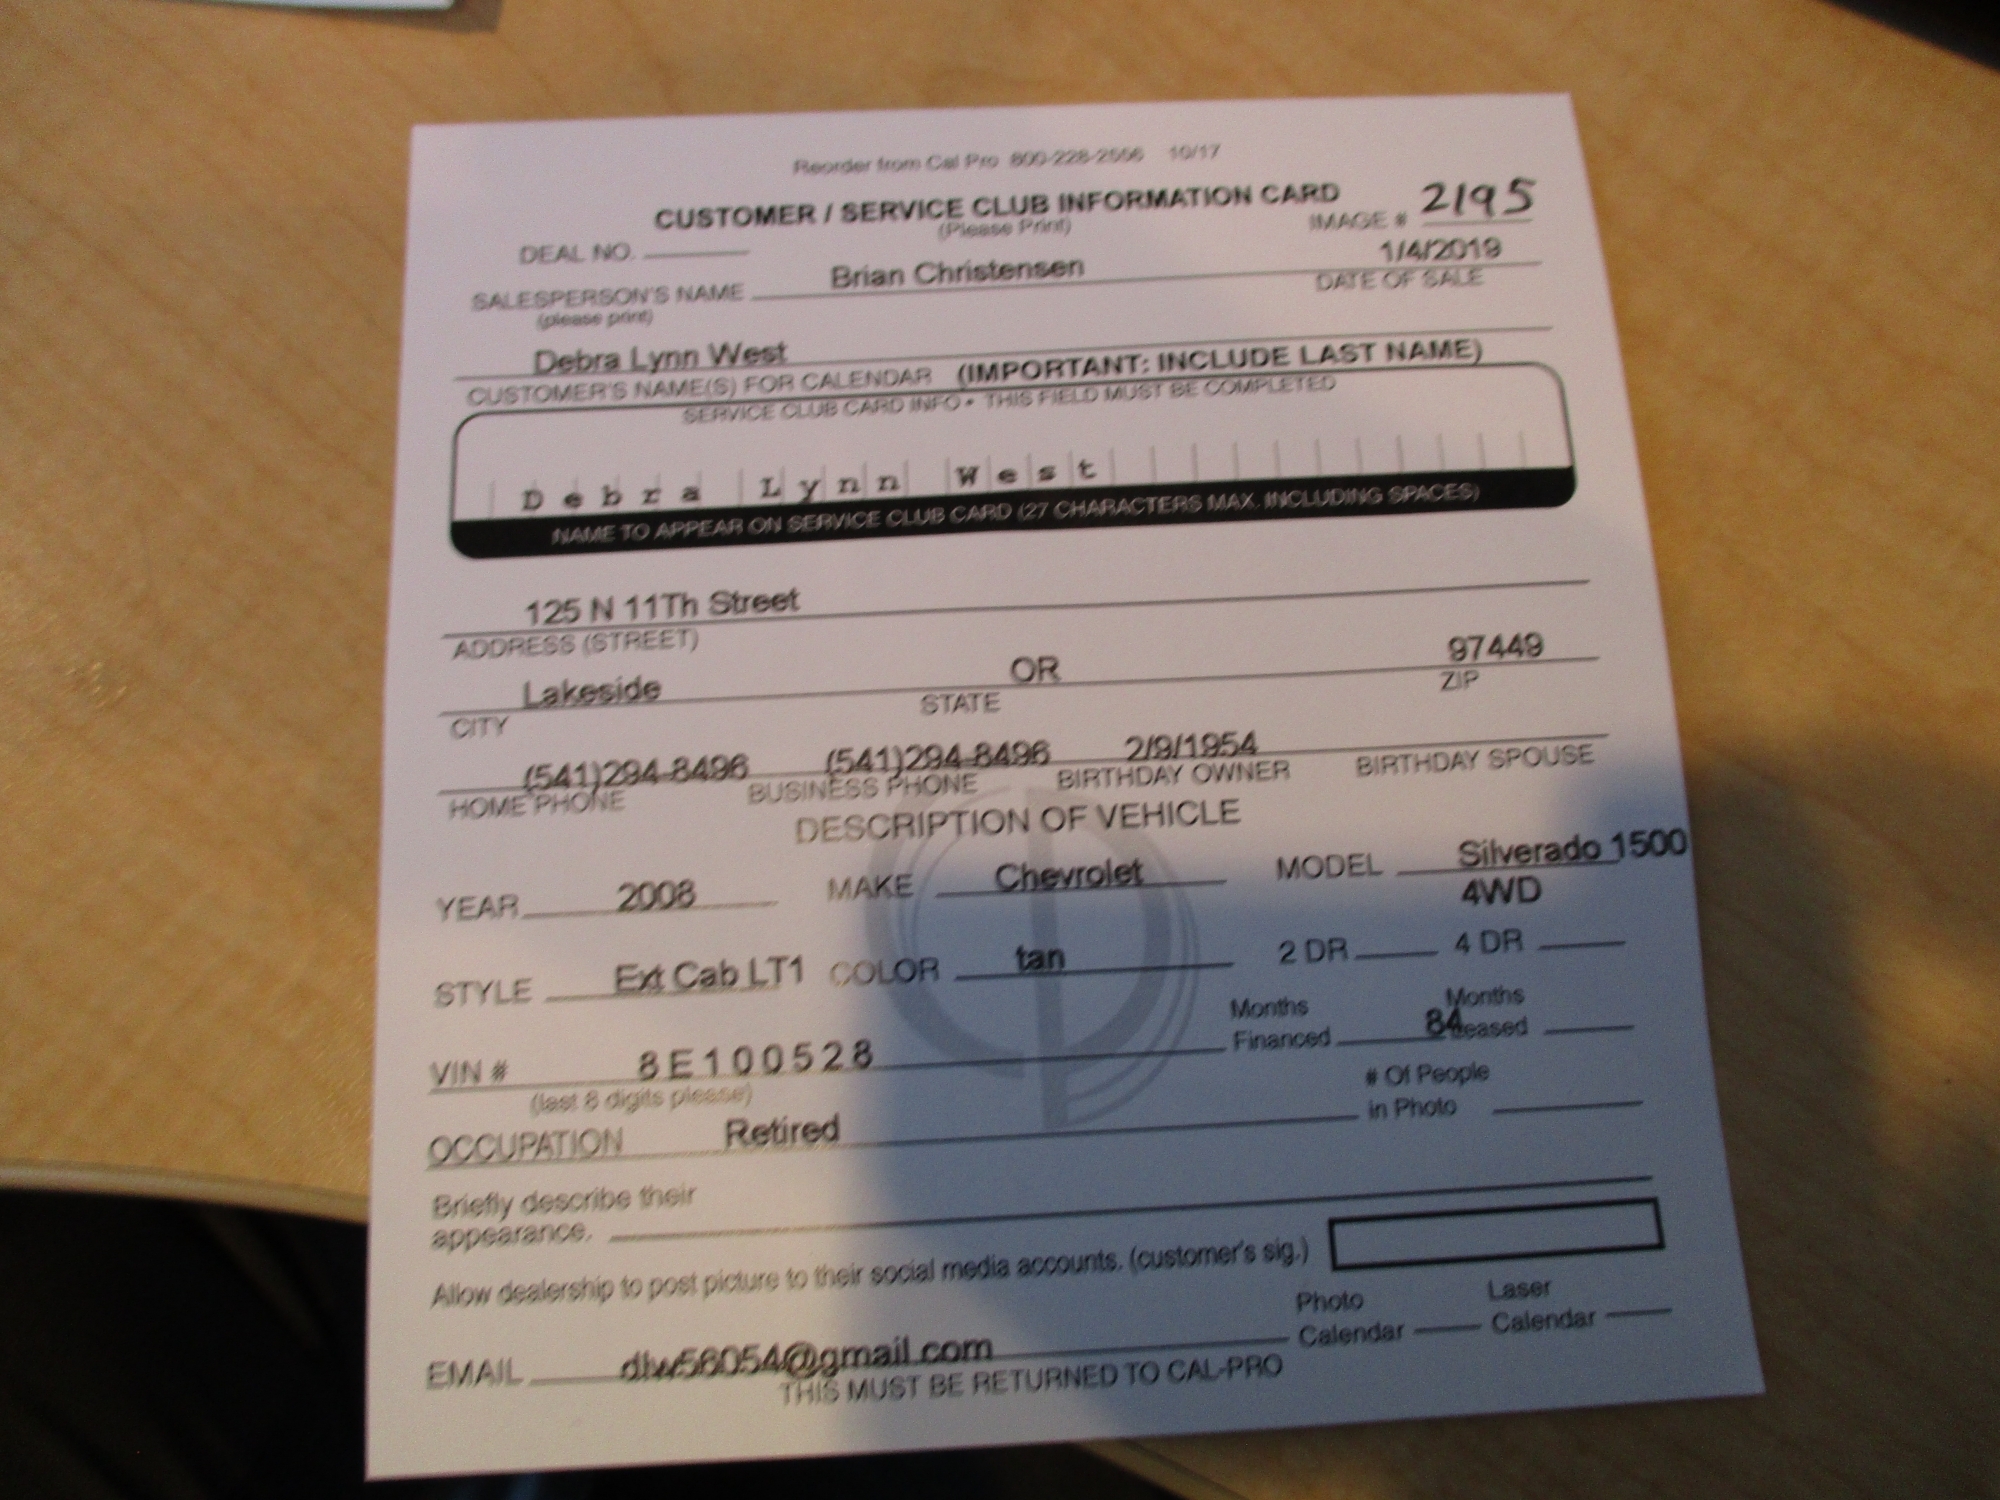 Reorder from Cal Pro 800-228-2556 10/17
CUSTOMER / SERVICE CLUB INFORMATION CARD
(Please Print)
IMAGE # 2195
DEAL NO.
1/4/2019
Brian Christensen
SALESPERSON'S NAME
DATE OF SALE
(please print)
Debra Lynn West
CUSTOMER'S NAME(S) FOR CALENDAR (IMPORTANT: INCLUDE LAST NAME)
SERVICE CLUB CARD INFO • THIS FIELD MUST BE COMPLETED
Debra Lynn West
NAME TO APPEAR ON SERVICE CLUB CARD (27 CHARACTERS MAX. INCLUDING SPACES)
125 N 11Th Street
ADDRESS (STREET)
Lakeside OR 97449
CITY STATE ZIP
(541)294-8496 (541)294-8496 2/9/1954
HOME PHONE BUSINESS PHONE BIRTHDAY OWNER BIRTHDAY SPOUSE
DESCRIPTION OF VEHICLE
YEAR 2008 MAKE Chevrolet MODEL Silverado 1500
4WD
STYLE Ext Cab LT1 COLOR tan 2 DR 4 DR
Months Months
VIN # 8E100528 Financed 84 Leased
(last 8 digits please)
# Of People
OCCUPATION Retired in Photo
Briefly describe their
appearance.
Allow dealership to post picture to their social media accounts. (customer's sig.)
Photo Laser
Calendar Calendar
EMAIL dlw56054@gmail.com
THIS MUST BE RETURNED TO CAL-PRO